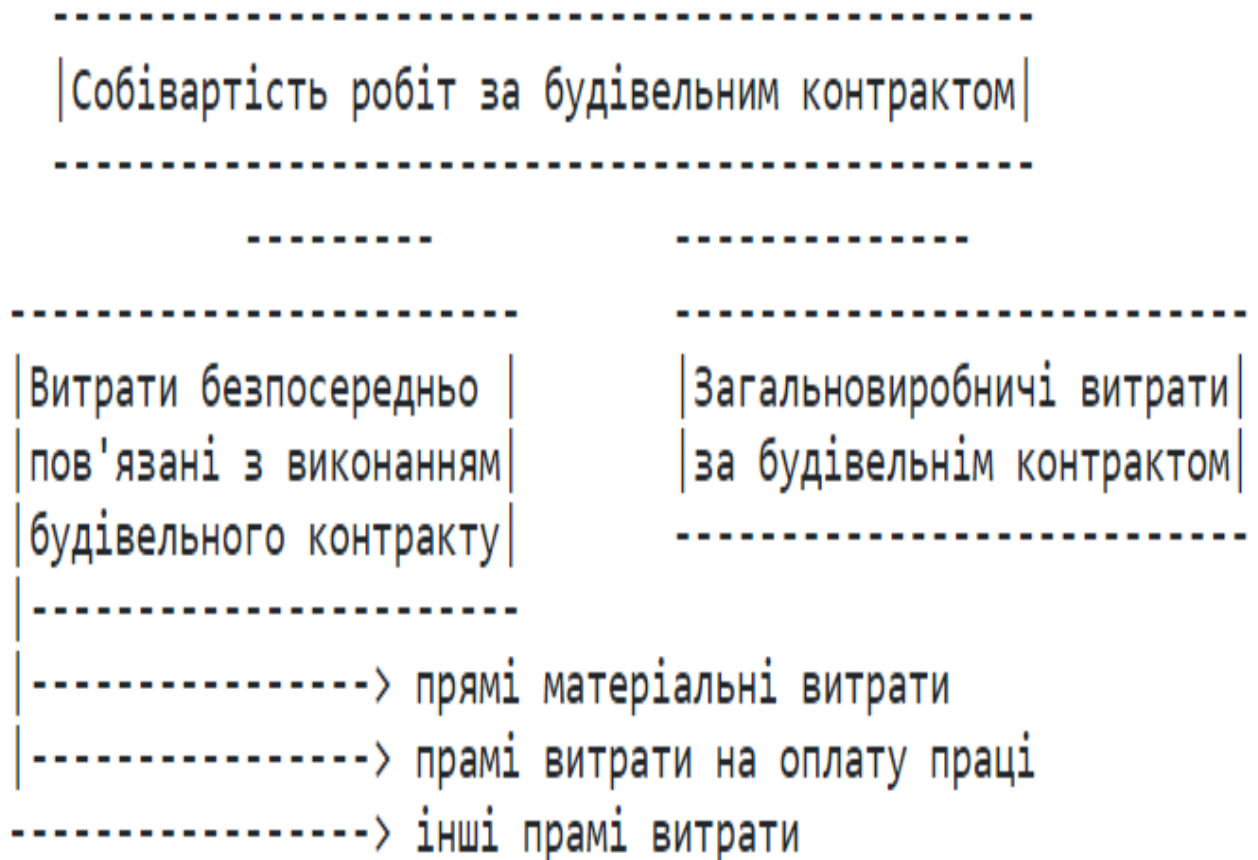 Собівартість робіт за будівельним контрактом
Витрати безпосередньо
пов'язані з виконанням
будівельного контракту
Загальновиробничі витрати
за будівельнім контрактом
прямі матеріальні витрати
прамі витрати на оплату праці
інші прамі витрати